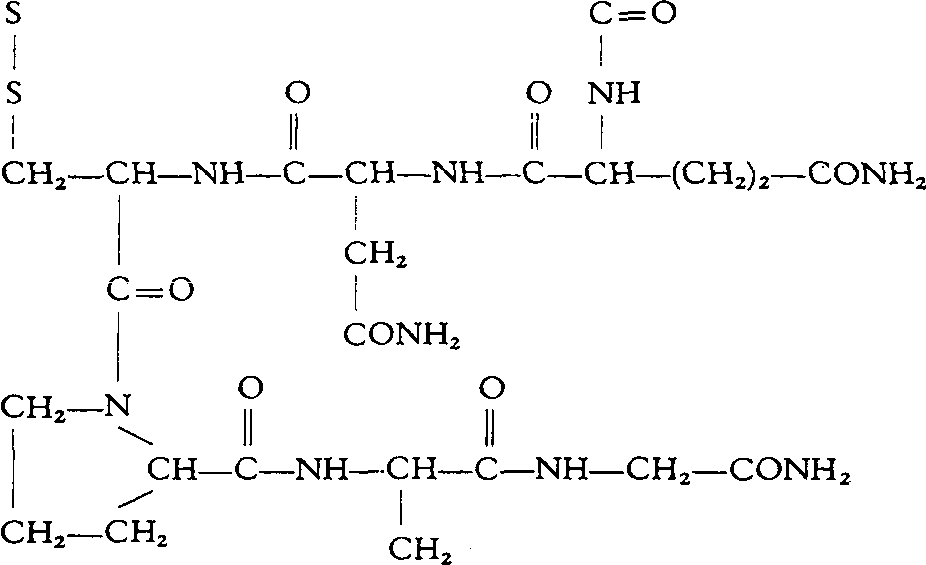 S C=O
S O O NH
CH₂—CH—NH—C—CH—NH—C—CH—(CH₂)₂—CONH₂
CH₂
C=O
CONH₂
O O
CH₂—N
CH—C—NH—CH—C—NH—CH₂—CONH₂
CH₂—CH₂
CH₂